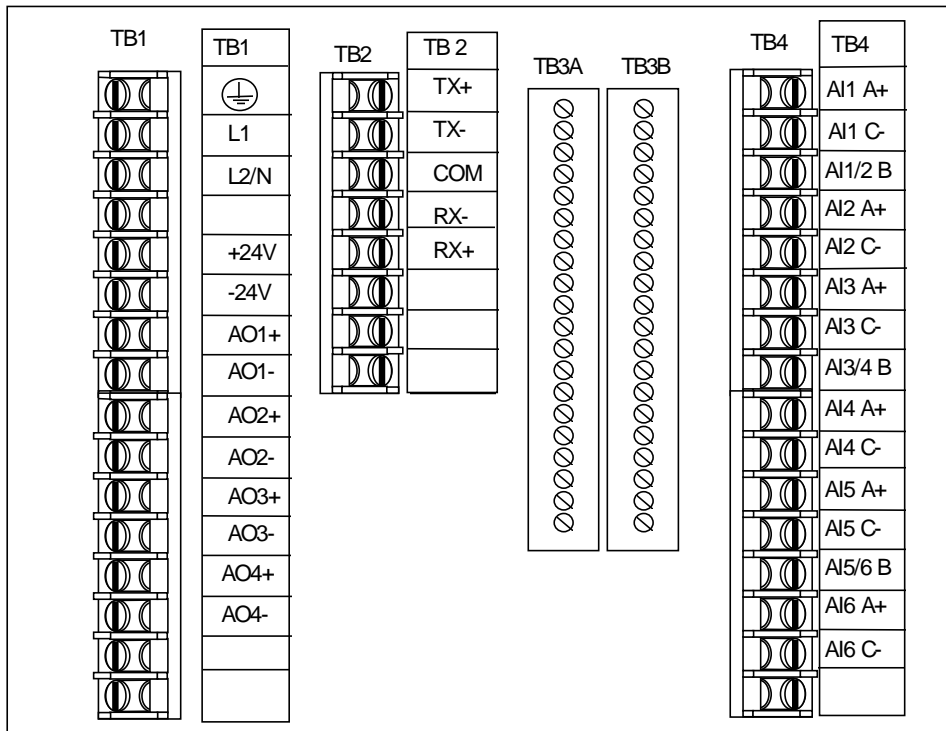 TB1
TB1
L1
L2/N
+24V
-24V
AO1+
AO1-
AO2+
AO2-
AO3+
AO3-
AO4+
AO4-
TB2
TB 2
TX+
TX-
COM
RX-
RX+
TB3A
TB3B
TB4
TB4
AI1 A+
AI1 C-
AI1/2 B
AI2 A+
AI2 C-
AI3 A+
AI3 C-
AI3/4 B
AI4 A+
AI4 C-
AI5 A+
AI5 C-
AI5/6 B
AI6 A+
AI6 C-